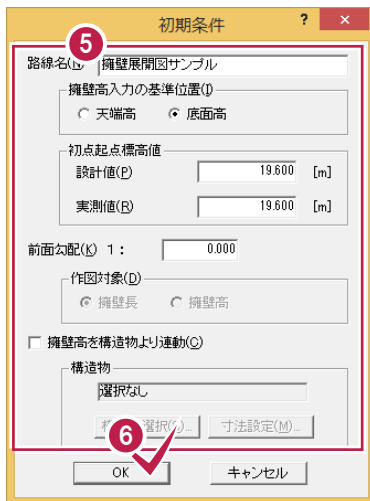 初期条件 ? ×
5
路線名(N) 擁壁展開図サンプル
擁壁高入力の基準位置(I)
天端高 底面高
初点起点標高値
設計値(P) 19.600 [m]
実測値(R) 19.600 [m]
前面勾配(K) 1: 0.000
作図対象(D)
擁壁長 擁壁高
擁壁高を構造物より連動(C)
構造物
選択なし
選択(S)... 寸法設定(M)...
6
OK キャンセル